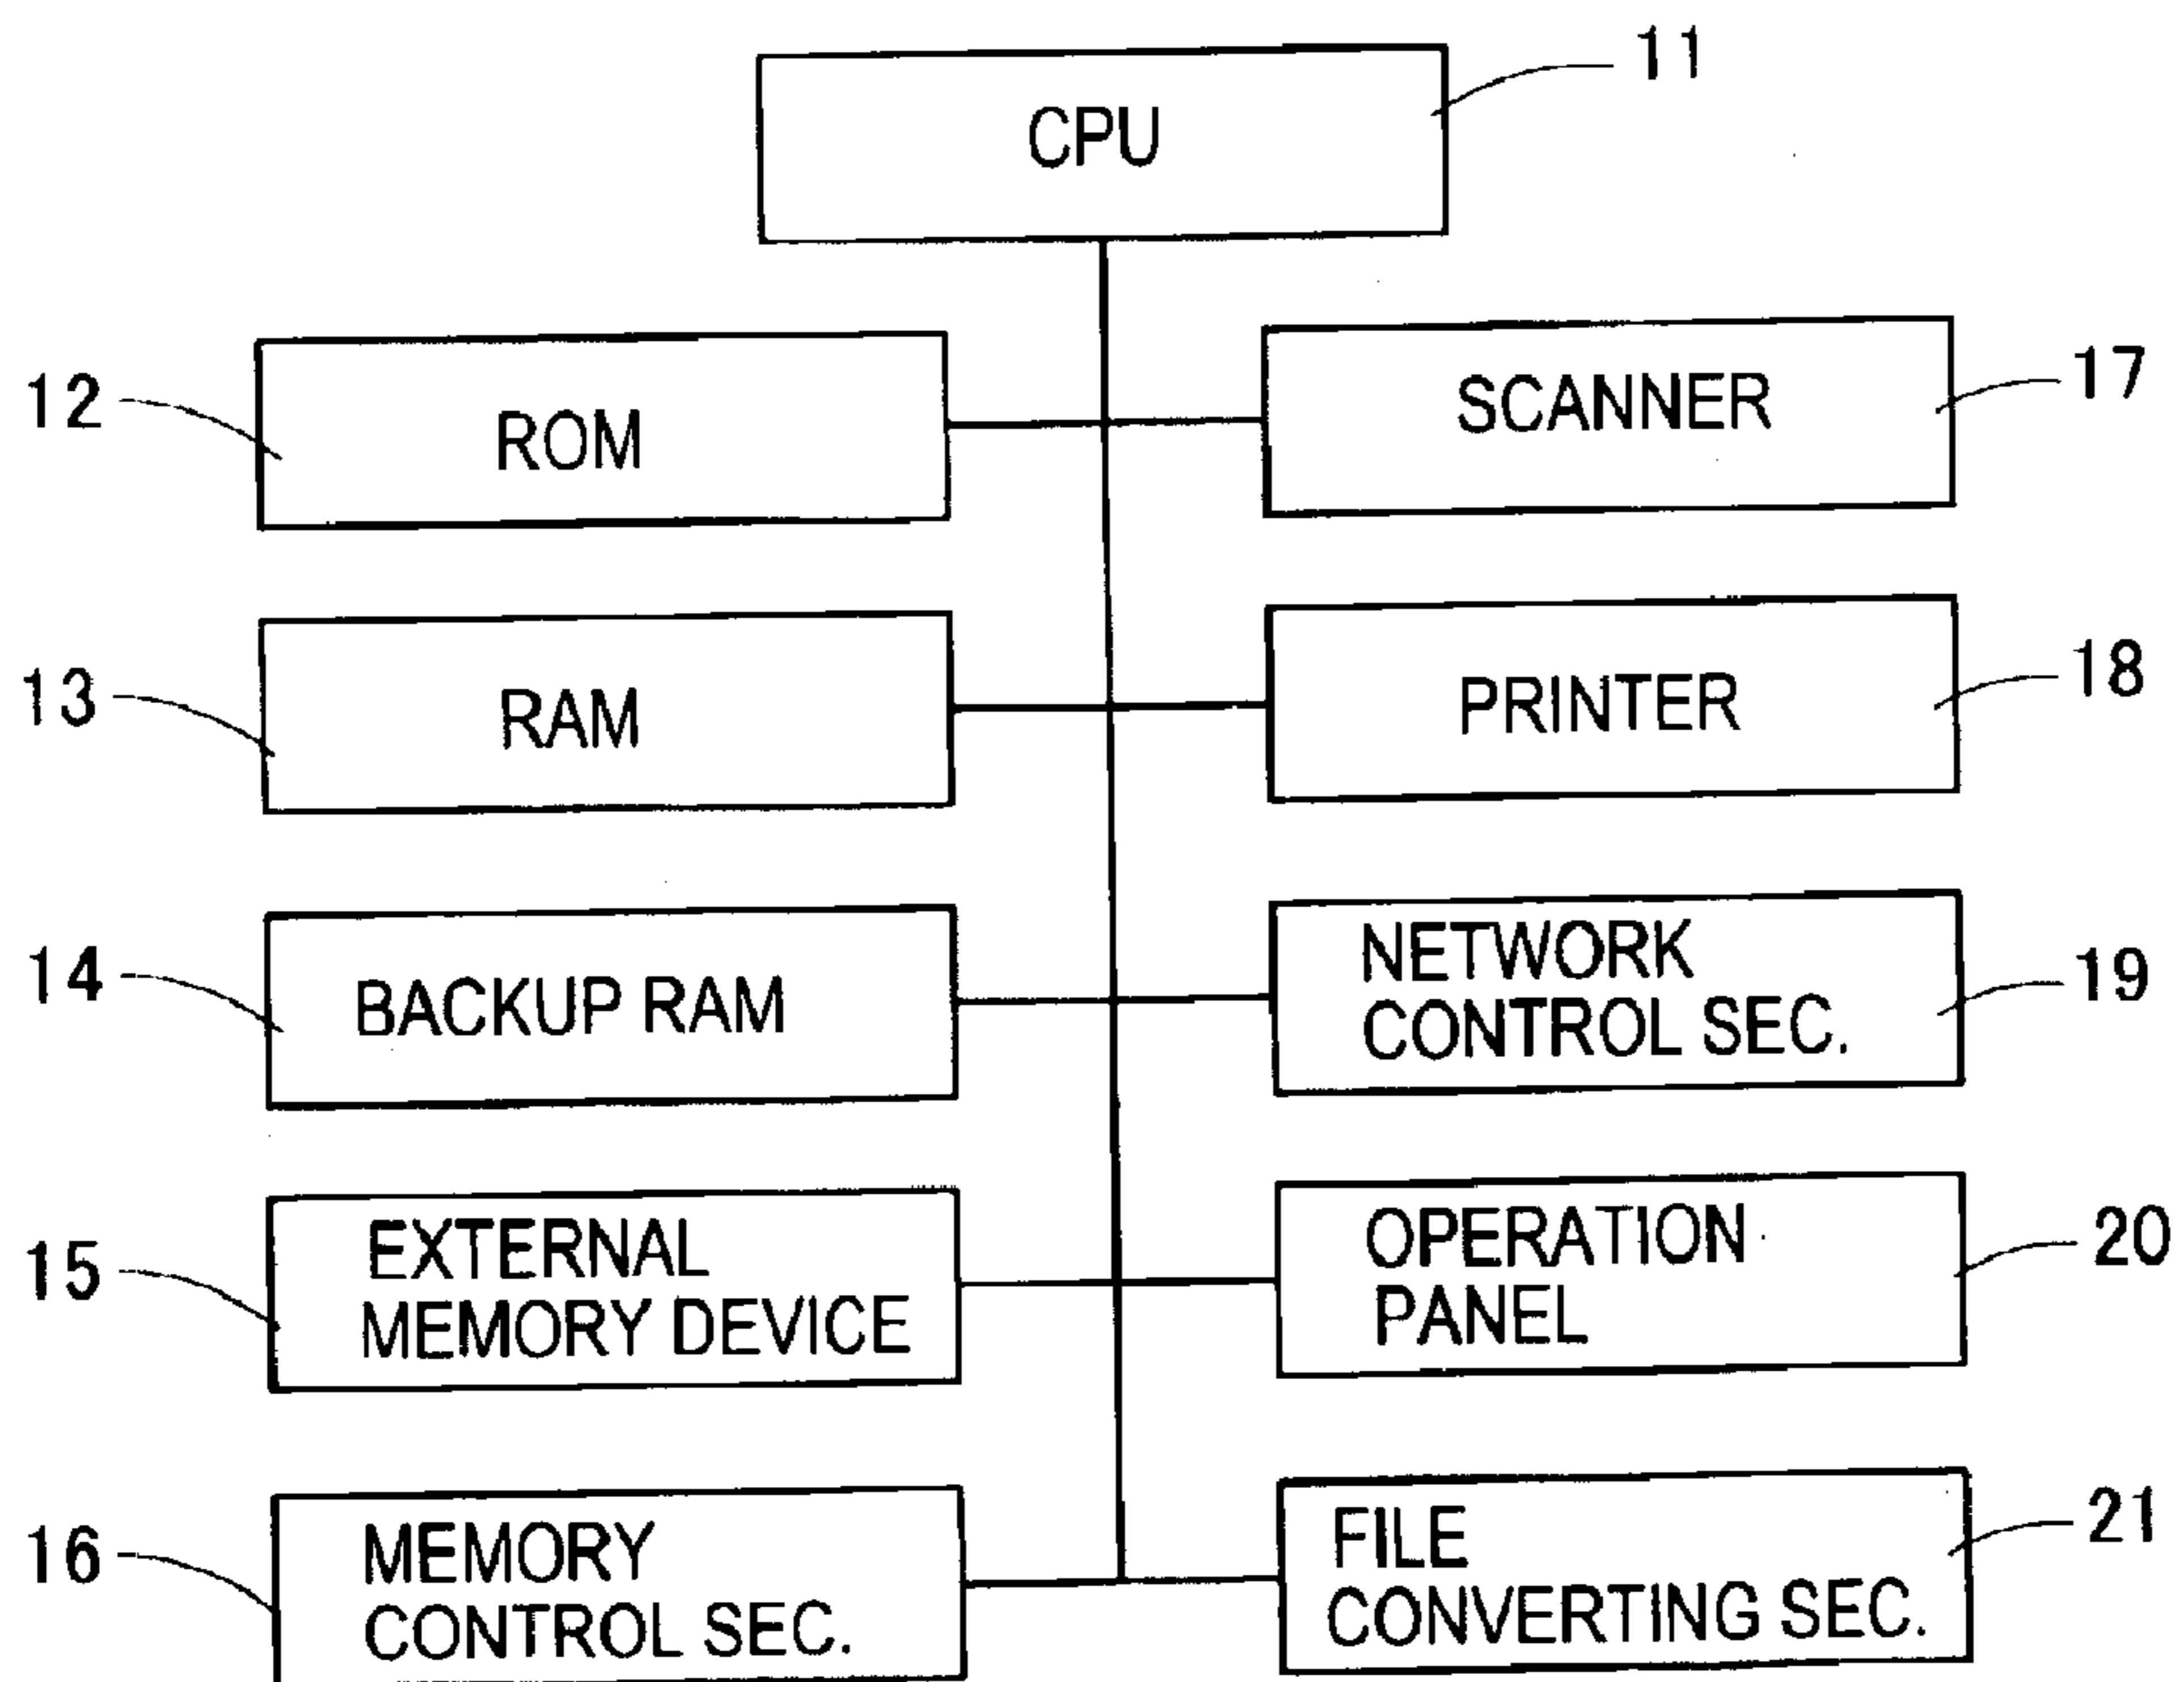 11
CPU
12
ROM
SCANNER
17
13
RAM
PRINTER
18
14
BACKUP RAM
NETWORK
CONTROL SEC.
19
15
EXTERNAL
MEMORY DEVICE
OPERATION
PANEL
20
16
MEMORY
CONTROL SEC.
FILE
CONVERTING SEC.
21